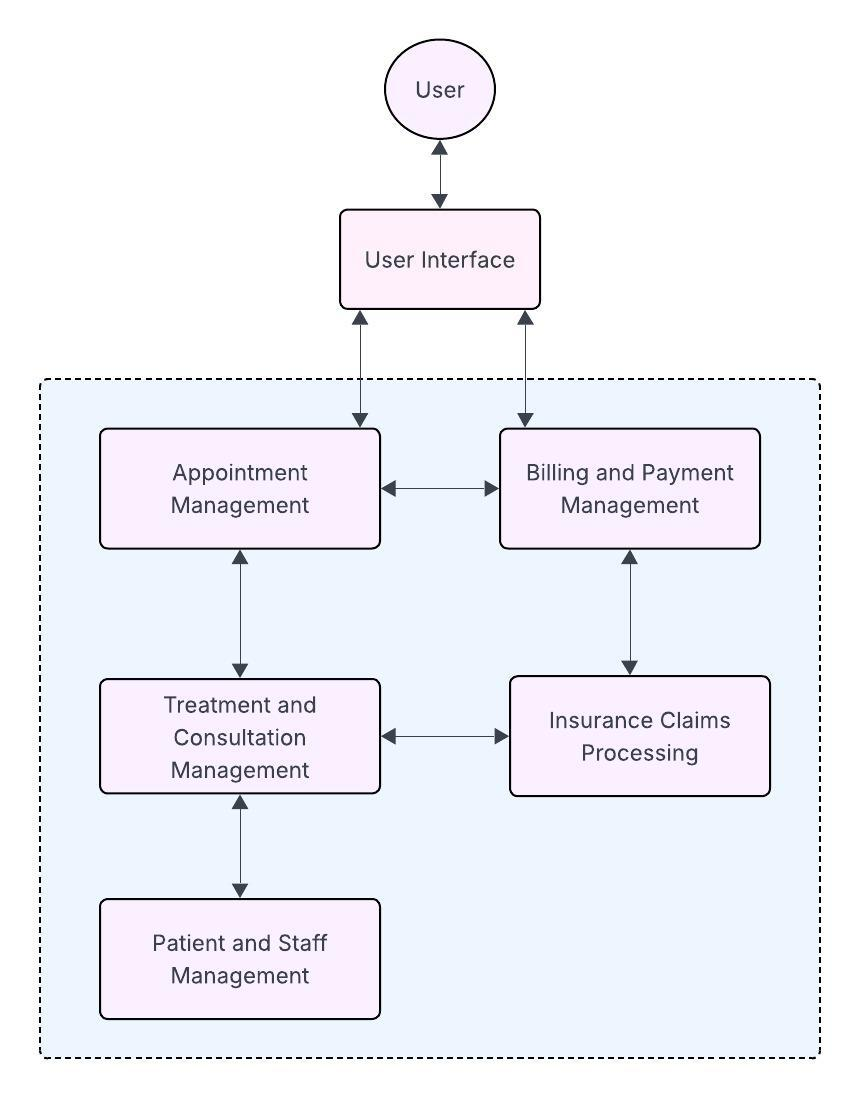 User
User Interface
Appointment
Management
Billing and Payment
Management
Treatment and
Consultation
Management
Insurance Claims
Processing
Patient and Staff
Management